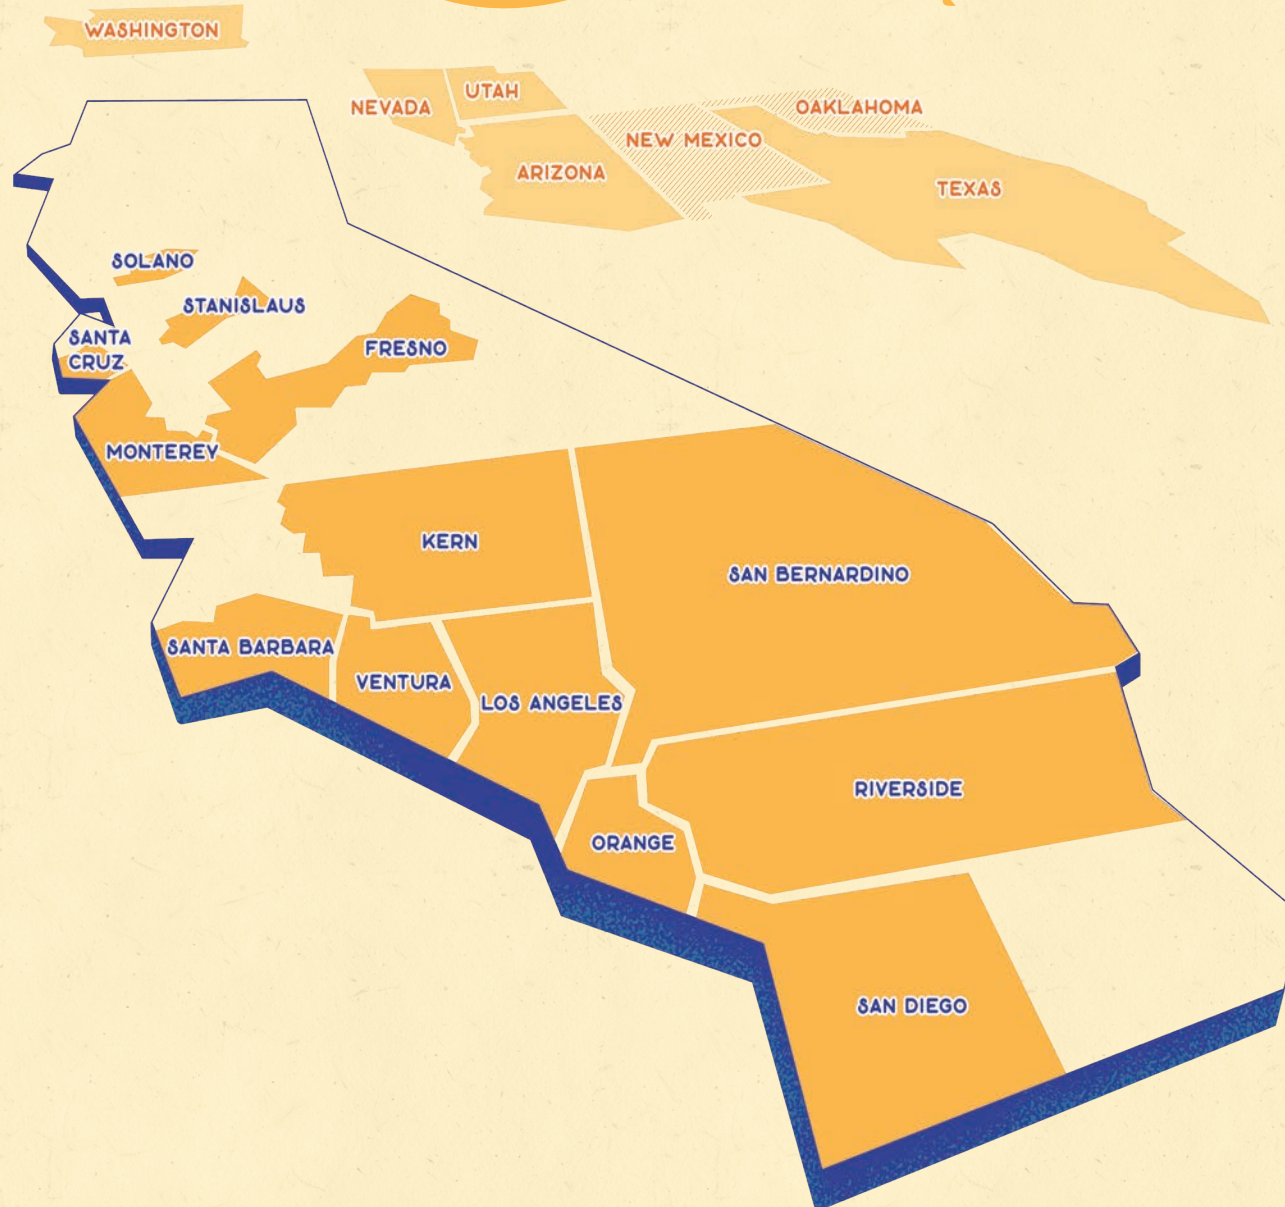 WASHINGTON
UTAH
NEVADA
OAKLAHOMA
NEW MEXICO
ARIZONA
TEXAS
SOLANO
STANISLAUS
SANTA
CRUZ
FRESNO
MONTEREY
KERN
SAN BERNARDINO
SANTA BARBARA
VENTURA
LOS ANGELES
RIVERSIDE
ORANGE
SAN DIEGO